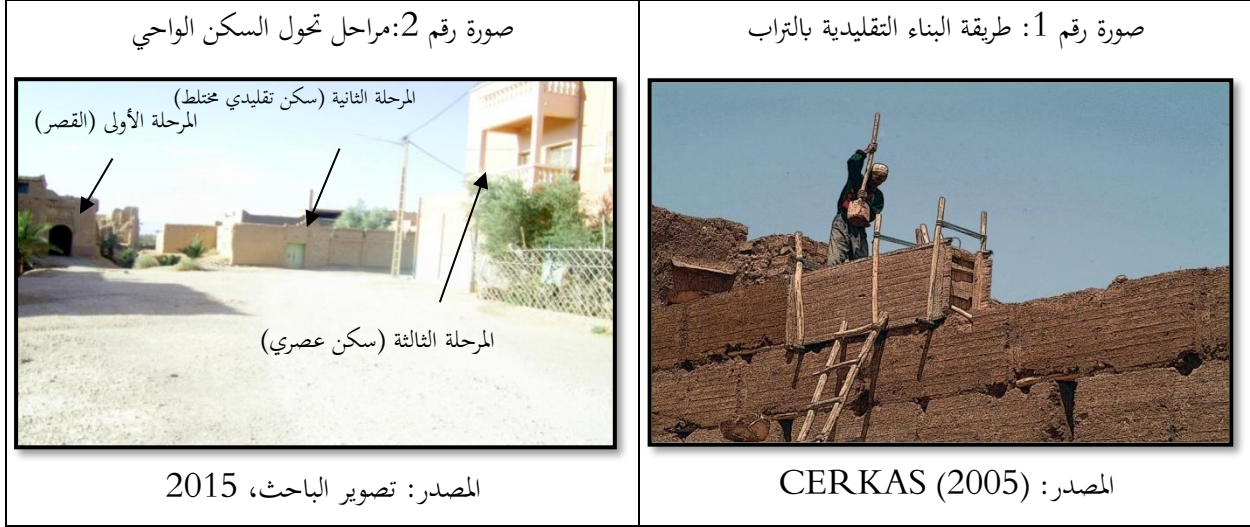 صورة رقم 1: طريقة البناء التقليدية بالتراب
المصدر: CERKAS (2005)
صورة رقم 2:مراحل تحول السكن الواحي
المرحلة الثانية (سكن تقليدي مختلط)
المرحلة الأولى (القصر)
المرحلة الثالثة (سكن عصري)
المصدر: تصوير الباحث، 2015